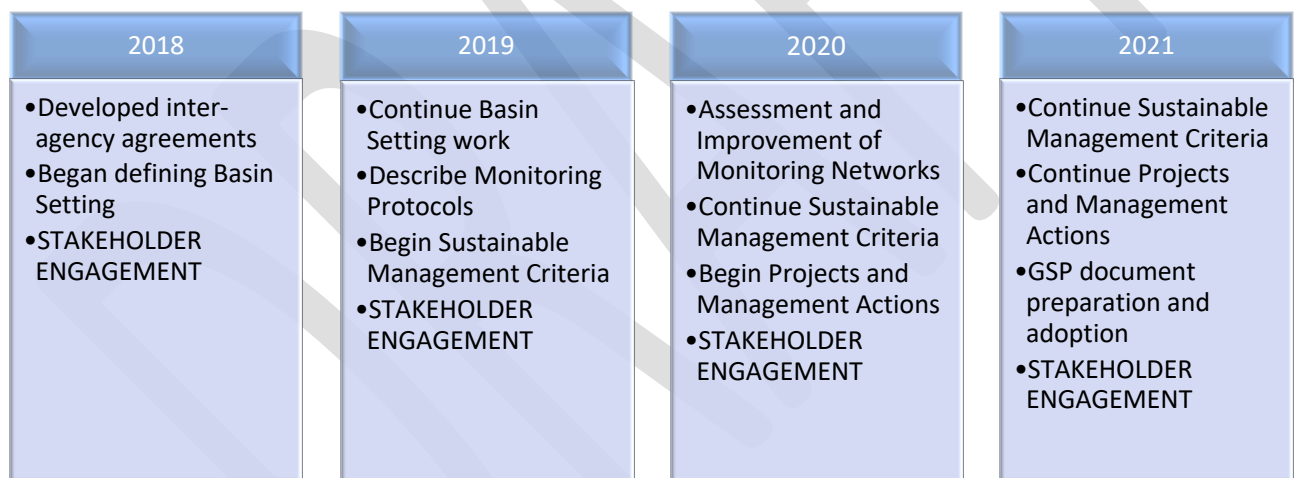 2018
•Developed inter-
agency agreements
•Began defining Basin
Setting
•STAKEHOLDER
ENGAGEMENT
2019
•Continue Basin
Setting work
•Describe Monitoring
Protocols
•Begin Sustainable
Management Criteria
•STAKEHOLDER
ENGAGEMENT
2020
•Assessment and
Improvement of
Monitoring Networks
•Continue Sustainable
Management Criteria
•Begin Projects and
Management Actions
•STAKEHOLDER
ENGAGEMENT
2021
•Continue Sustainable
Management Criteria
•Continue Projects
and Management
Actions
•GSP document
preparation and
adoption
•STAKEHOLDER
ENGAGEMENT